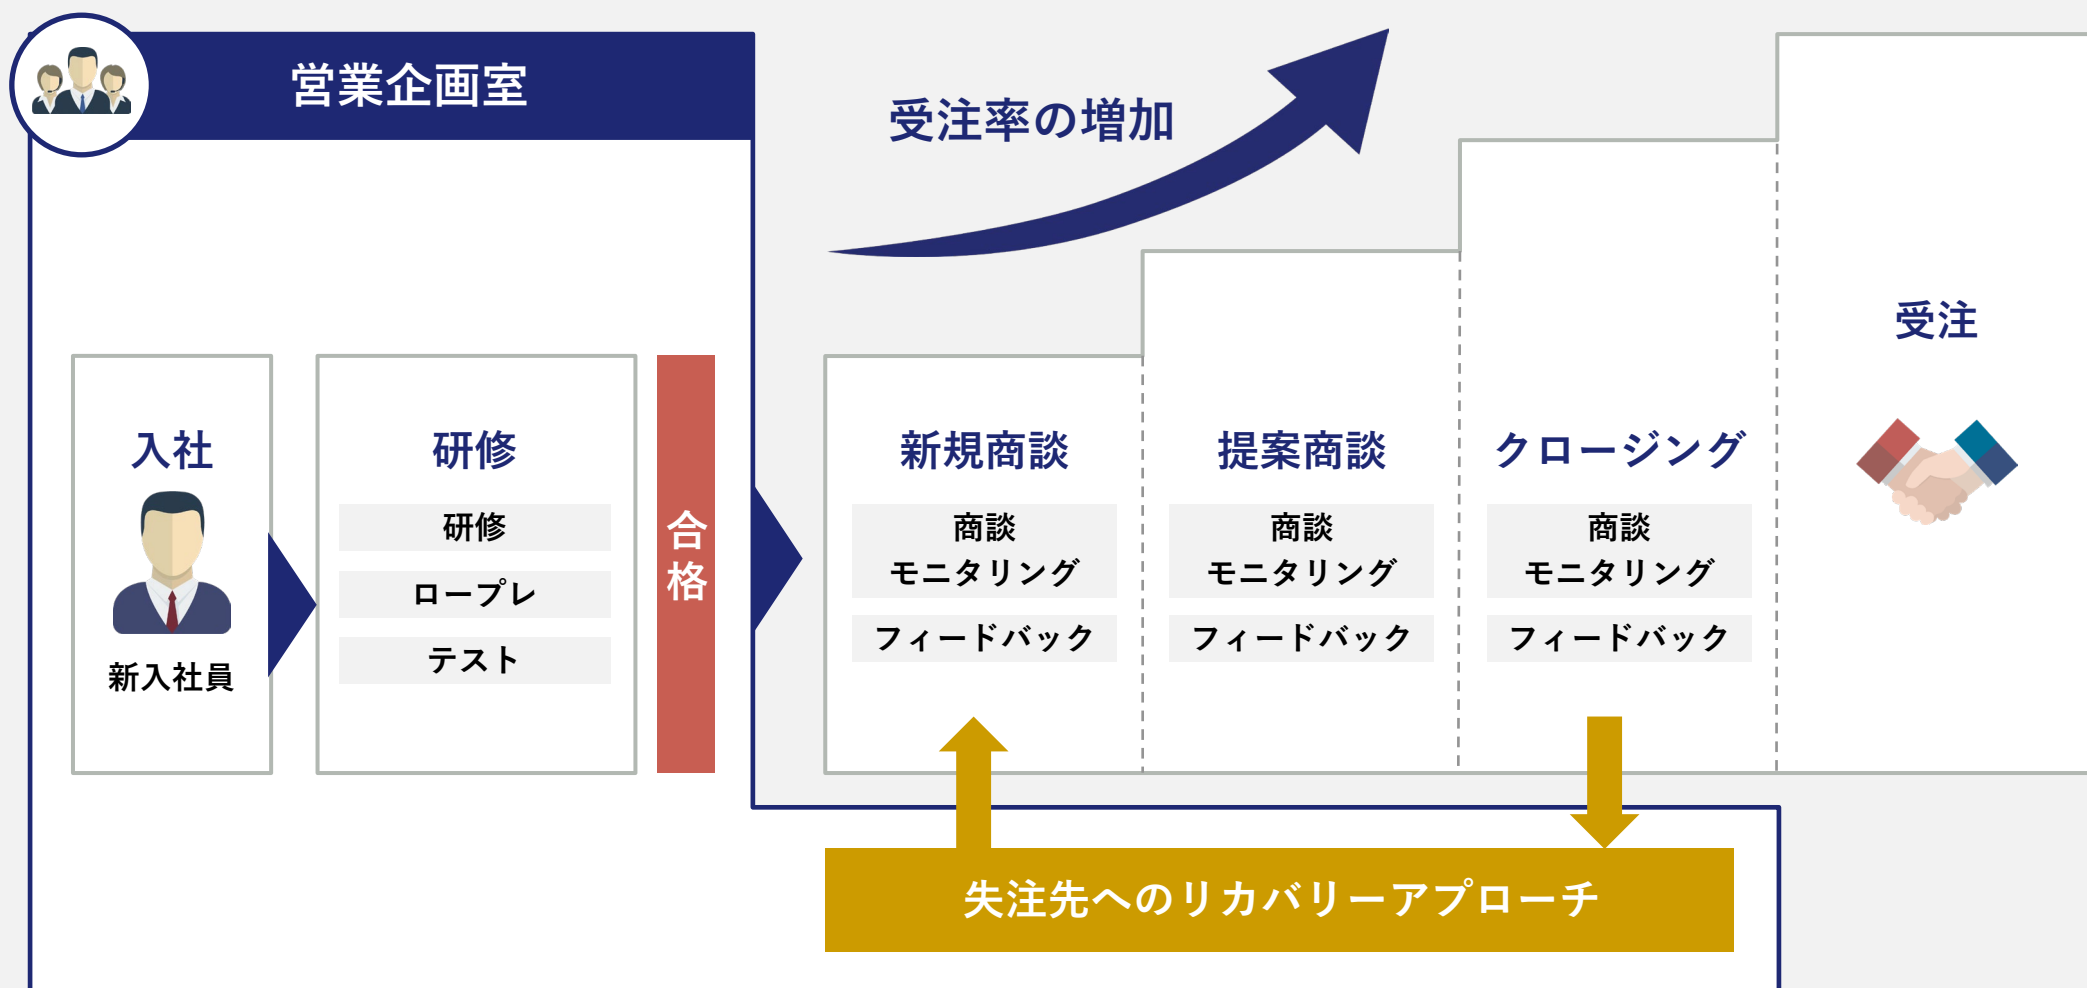 営業企画室
受注率の増加
入社
新入社員
研修
研修
ロープレ
テスト
合格
新規商談
商談
モニタリング
フィードバック
提案商談
商談
モニタリング
フィードバック
クロージング
商談
モニタリング
フィードバック
受注
失注先へのリカバリーアプローチ